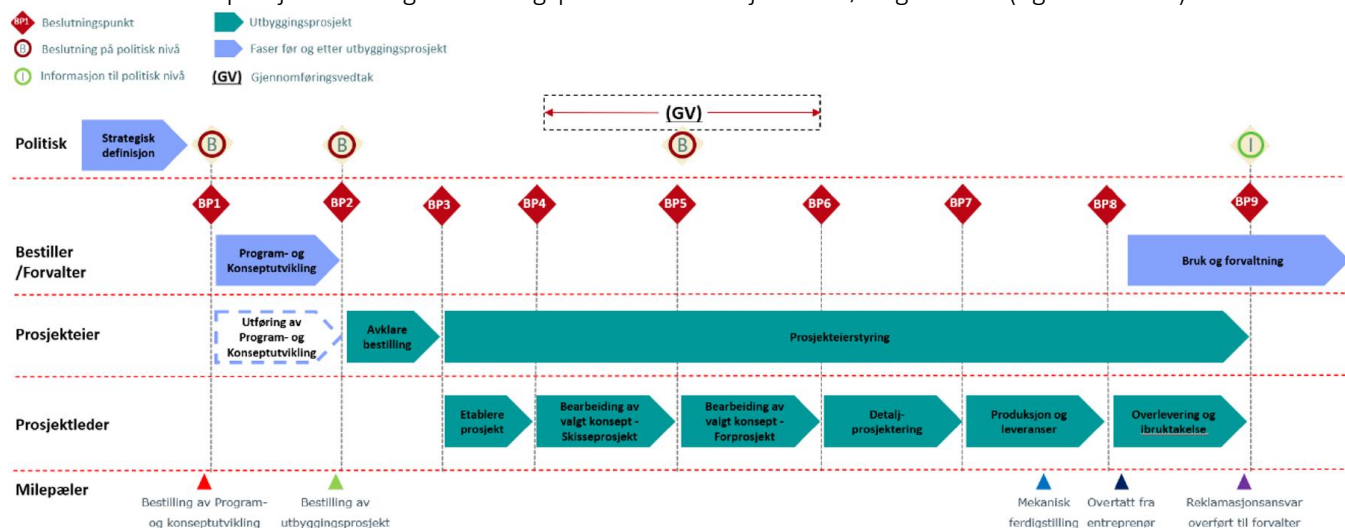 BP1 Beslutningspunkt
Utbyggingsprosjekt
B Beslutning på politisk nivå
Faser før og etter utbyggingsprosjekt
I Informasjon til politisk nivå
(GV) Gjennomføringsvedtak
(GV)
Politisk
Strategisk
definisjon
B
B
B
I
BP1
BP2
BP3
BP4
BP5
BP6
BP7
BP8
BP9
Bestiller
/Forvalter
Program- og
Konseptutvikling
Bruk og forvaltning
Prosjekteier
Utføring av
Program- og
Konseptutvikling
Avklare
bestilling
Prosjekteierstyring
Prosjektleder
Etablere
prosjekt
Bearbeiding av
valgt konsept -
Skisseprosjekt
Bearbeiding av
valgt konsept -
Forprosjekt
Detalj-
prosjektering
Produksjon og
leveranser
Overlevering og
ibruktakelse
Milepæler
Bestilling av Program-
og konseptutvikling
Bestilling av
utbyggingsprosjekt
Mekanisk
ferdigstilling
Overtatt fra
entreprenør
Reklamasjonsansvar
overført til forvalter